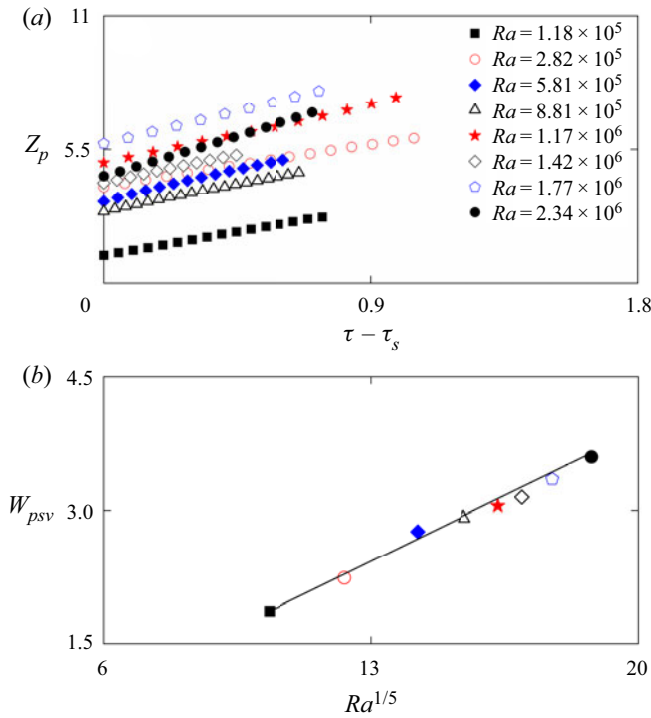 (a)
11
5.5
0
Z_p
0.9
1.8
τ − τ_s
Ra = 1.18 × 10^5
Ra = 2.82 × 10^5
Ra = 5.81 × 10^5
Ra = 8.81 × 10^5
Ra = 1.17 × 10^6
Ra = 1.42 × 10^6
Ra = 1.77 × 10^6
Ra = 2.34 × 10^6
(b)
4.5
3.0
1.5
W_psv
6
13
20
Ra^1/5